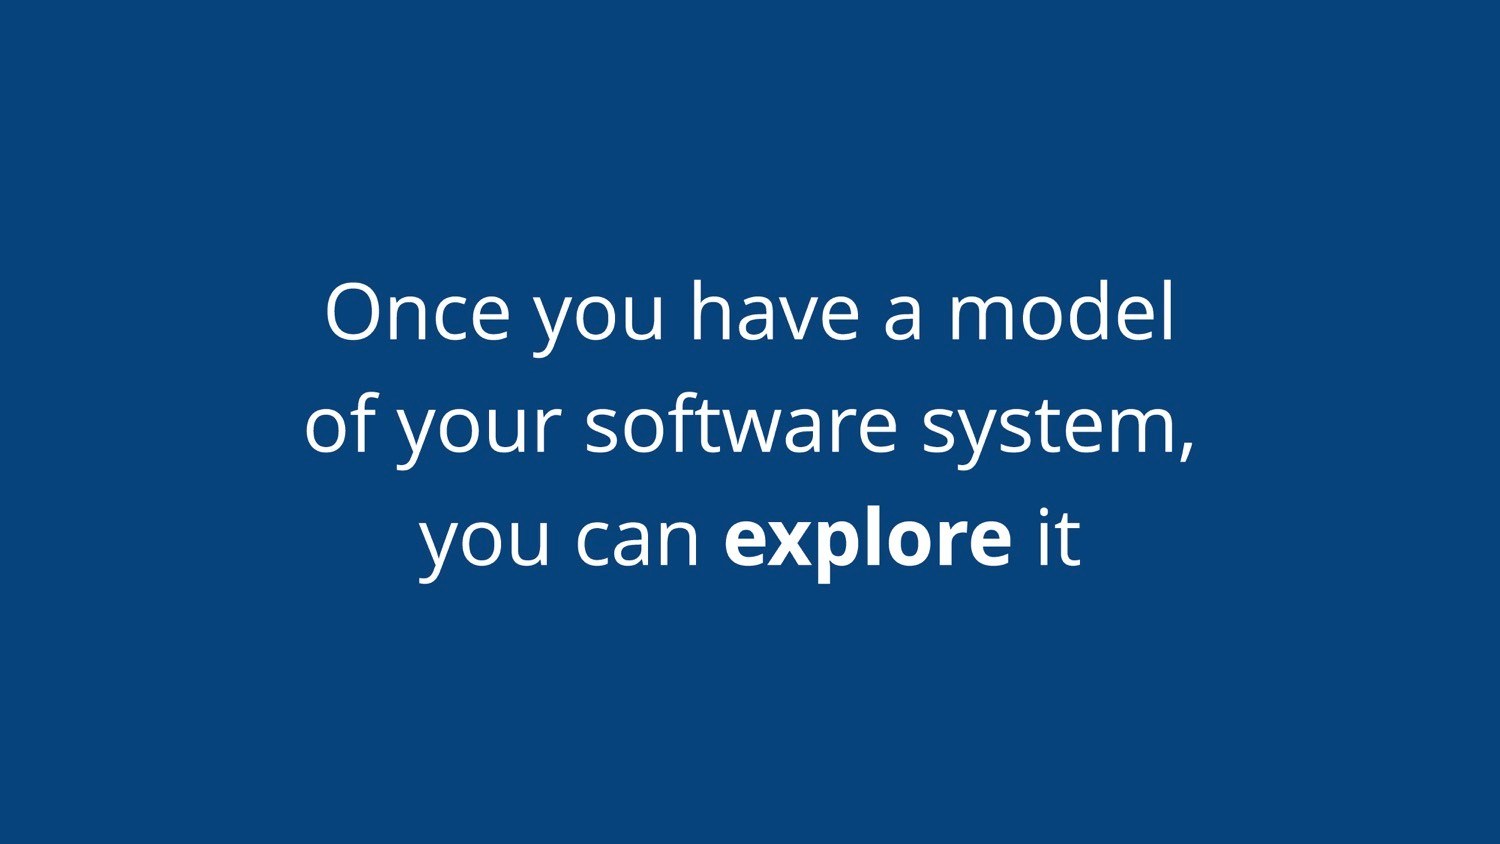 Once you have a model
of your software system,
you can explore it